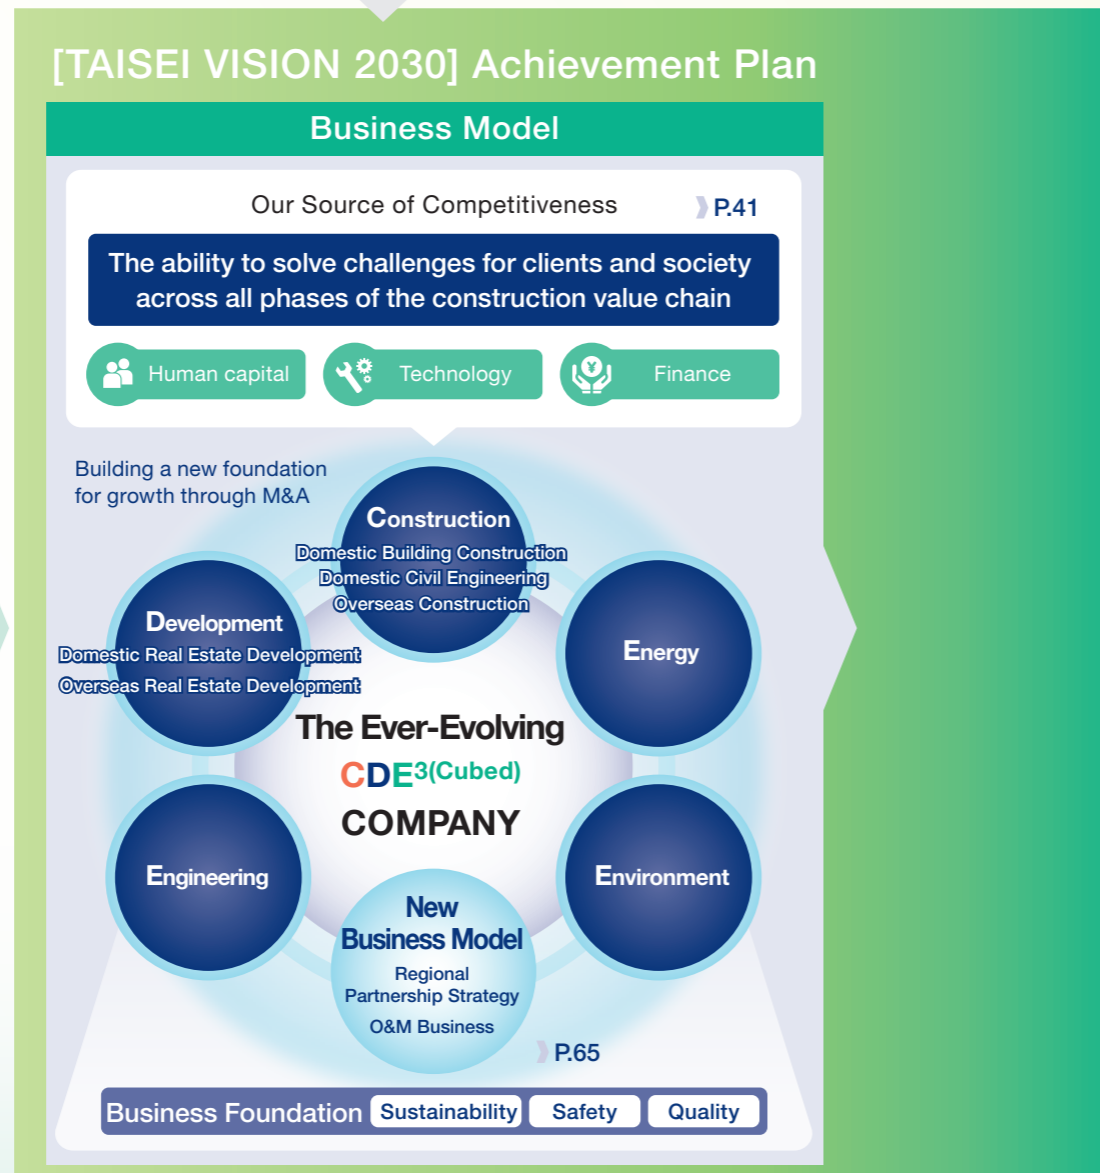 [TAISEI VISION 2030] Achievement Plan
Business Model
Our Source of Competitiveness
P.41
The ability to solve challenges for clients and society
across all phases of the construction value chain
Human capital
Technology
Finance
Building a new foundation
for growth through M&A
Construction
Domestic Building Construction
Domestic Civil Engineering
Overseas Construction
Development
Domestic Real Estate Development
Overseas Real Estate Development
Energy
The Ever-Evolving
CDE3(Cubed)
COMPANY
Engineering
Environment
New
Business Model
Regional
Partnership Strategy
O&M Business
P.65
Business Foundation
Sustainability
Safety
Quality